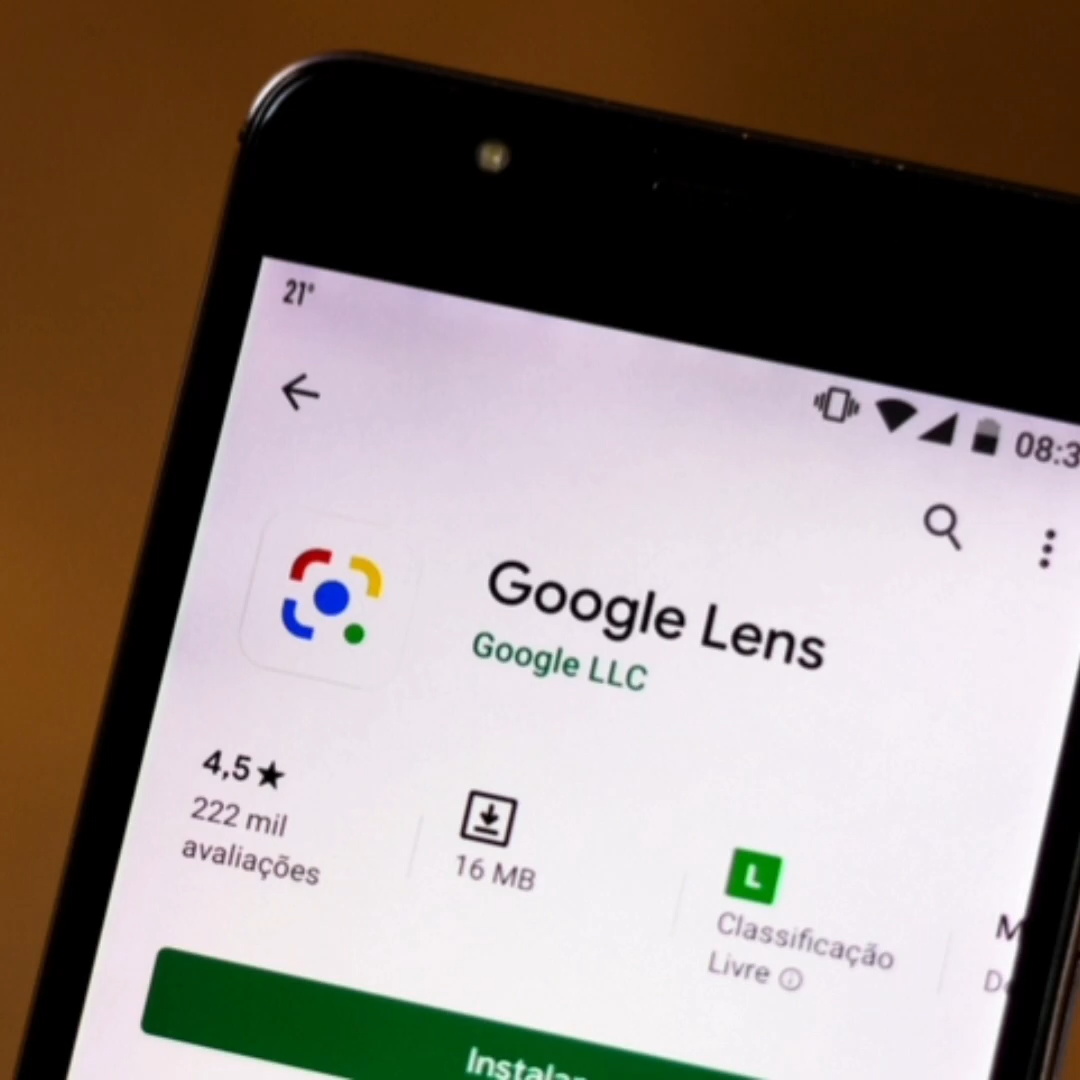 21°
08:3
Google Lens
Google LLC
4,5★
222 mil
avaliações
16 MB
L
Classificação
Livre
Instalar